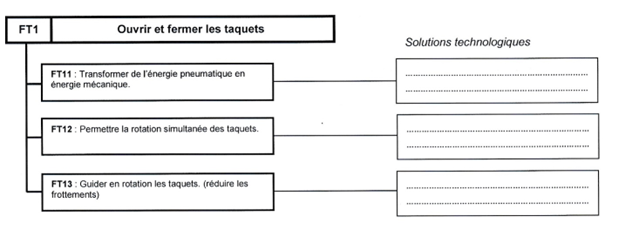 FT1
Ouvrir et fermer les taquets
Solutions technologiques
FT11 : Transformer de l'énergie pneumatique en
énergie mécanique.
FT12 : Permettre la rotation simultanée des taquets.
FT13 : Guider en rotation les taquets. (réduire les
frottements)